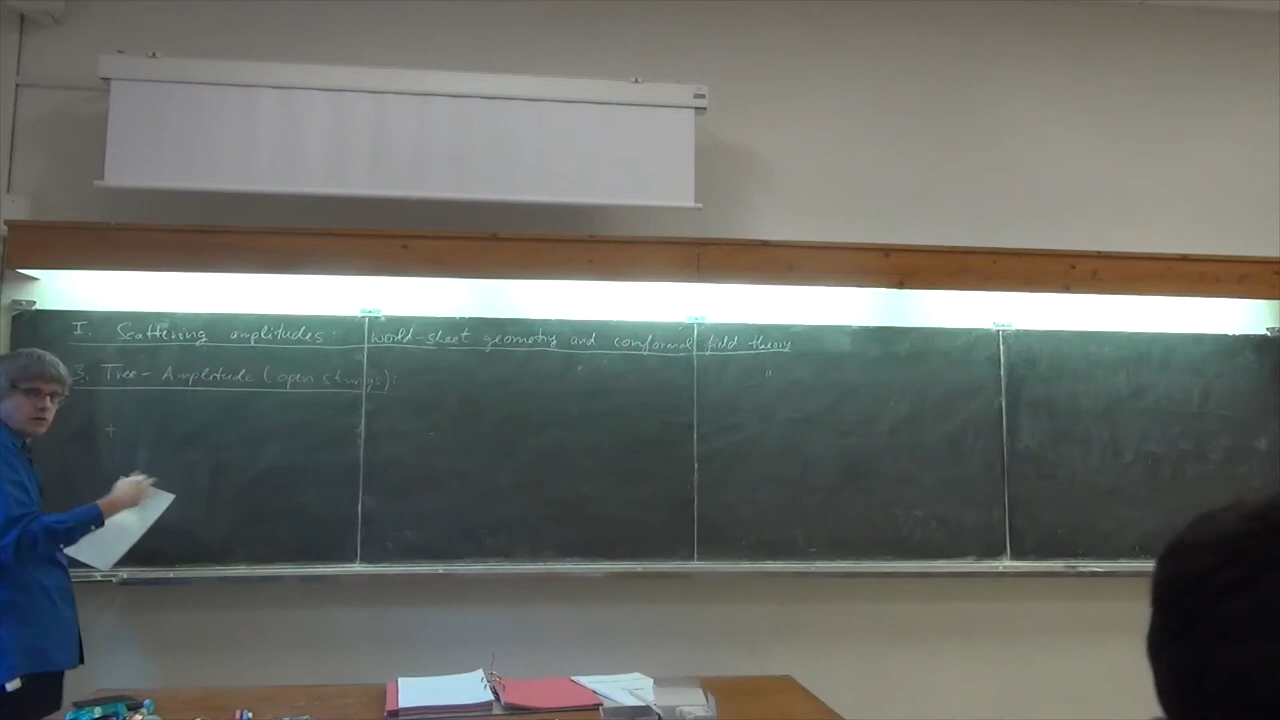 I. Scattering amplitudes: world-sheet geometry and conformal field theory
3. Tree-Amplitude (open strings):
+